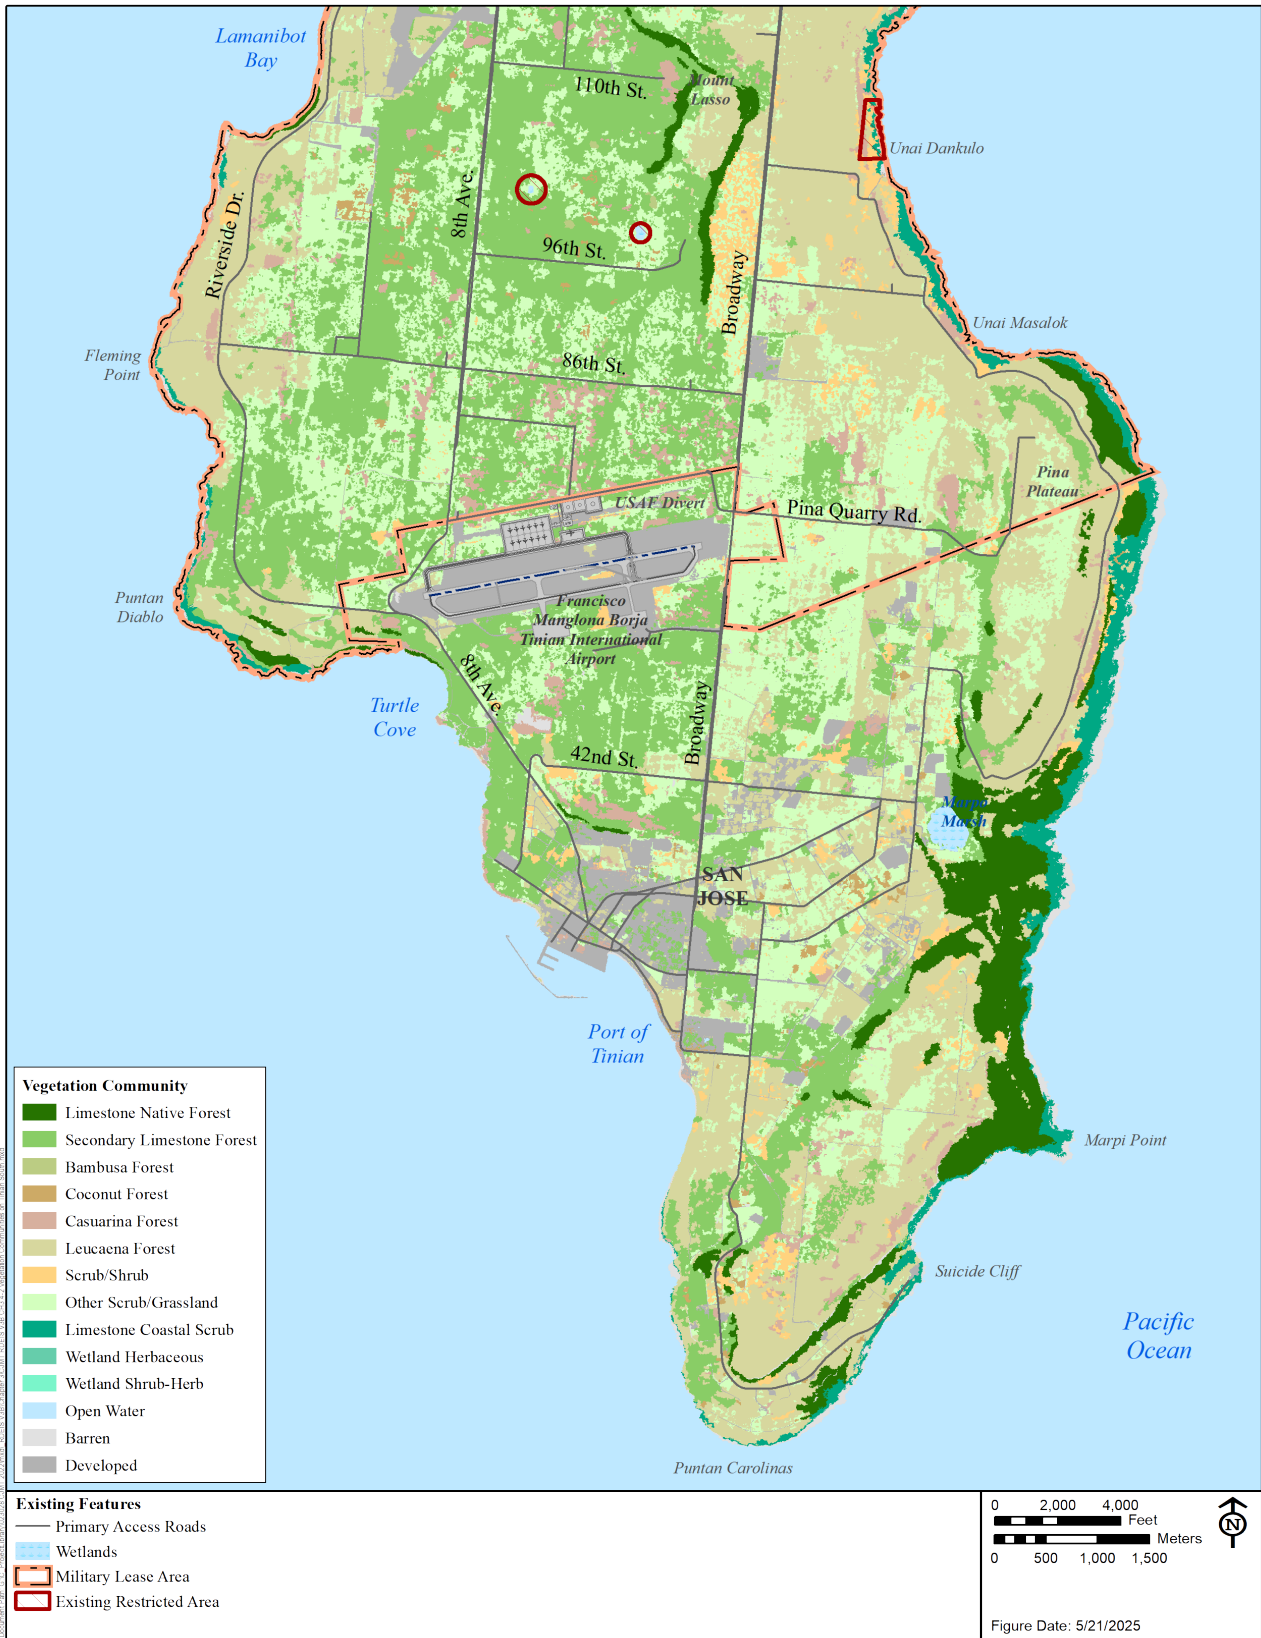 Lamanibot
Bay
110th St.
Mount
Lasso
Unai Dankulo
8th Ave.
Riverside Dr.
96th St.
Broadway
Unai Masalok
Fleming
Point
86th St.
Pina
Plateau
USAF Divert
Pina Quarry Rd.
Puntan
Diablo
Francisco
Manglona Borja
Tinian International
Airport
8th Ave.
Turtle
Cove
Broadway
42nd St.
Marpo
Marsh
SAN
JOSE
Port of
Tinian
Marpi Point
Suicide Cliff
Pacific
Ocean
Puntan Carolinas
Vegetation Community
Limestone Native Forest
Secondary Limestone Forest
Bambusa Forest
Coconut Forest
Casuarina Forest
Leucaena Forest
Scrub/Shrub
Other Scrub/Grassland
Limestone Coastal Scrub
Wetland Herbaceous
Wetland Shrub-Herb
Open Water
Barren
Developed
Existing Features
Primary Access Roads
Wetlands
Military Lease Area
Existing Restricted Area
0 2,000 4,000
Feet
Meters
0 500 1,000 1,500
N
Figure Date: 5/21/2025